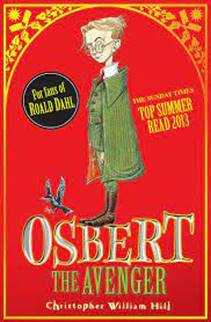 For fans of
ROALD DAHL
THE SUNDAY TIMES
TOP SUMMER
READ 2013
OSBERT
THE AVENGER
Christopher William Hill